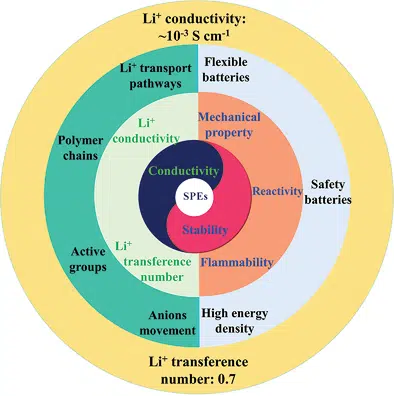 Li⁺ conductivity:
~10⁻³ S cm⁻¹
Li⁺ transport
pathways
Flexible
batteries
Li⁺
conductivity
Mechanical
property
Polymer
chains
Conductivity
SPEs
Reactivity
Safety
batteries
Stability
Active
groups
Li⁺
transference
number
Flammability
Anions
movement
High energy
density
Li⁺ transference
number: 0.7